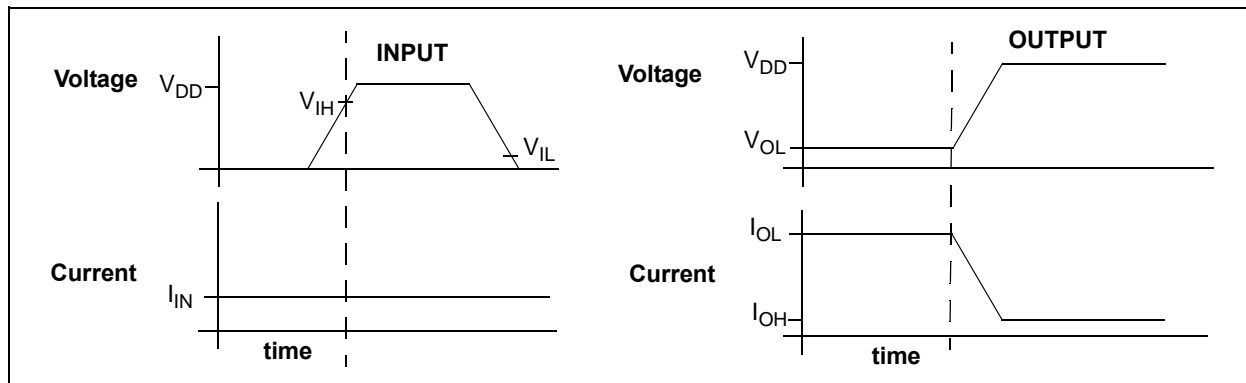 INPUT
Voltage
VDD
VIH
VIL
Current
IIN
time
OUTPUT
Voltage
VDD
VOL
IOL
Current
IOH
time